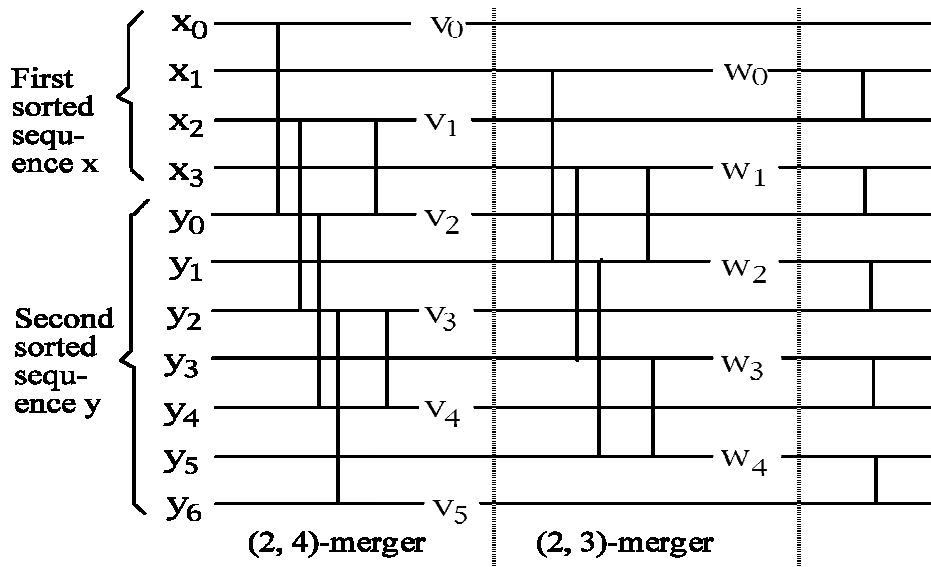 x0 v0
x1 w0
First
sorted
sequ-
ence x
x2 v1
x3 w1
y0 v2
y1 w2
Second
sorted
sequ-
ence y
y2 v3
y3 w3
y4 v4
y5 w4
y6 v5
(2, 4)-merger (2, 3)-merger